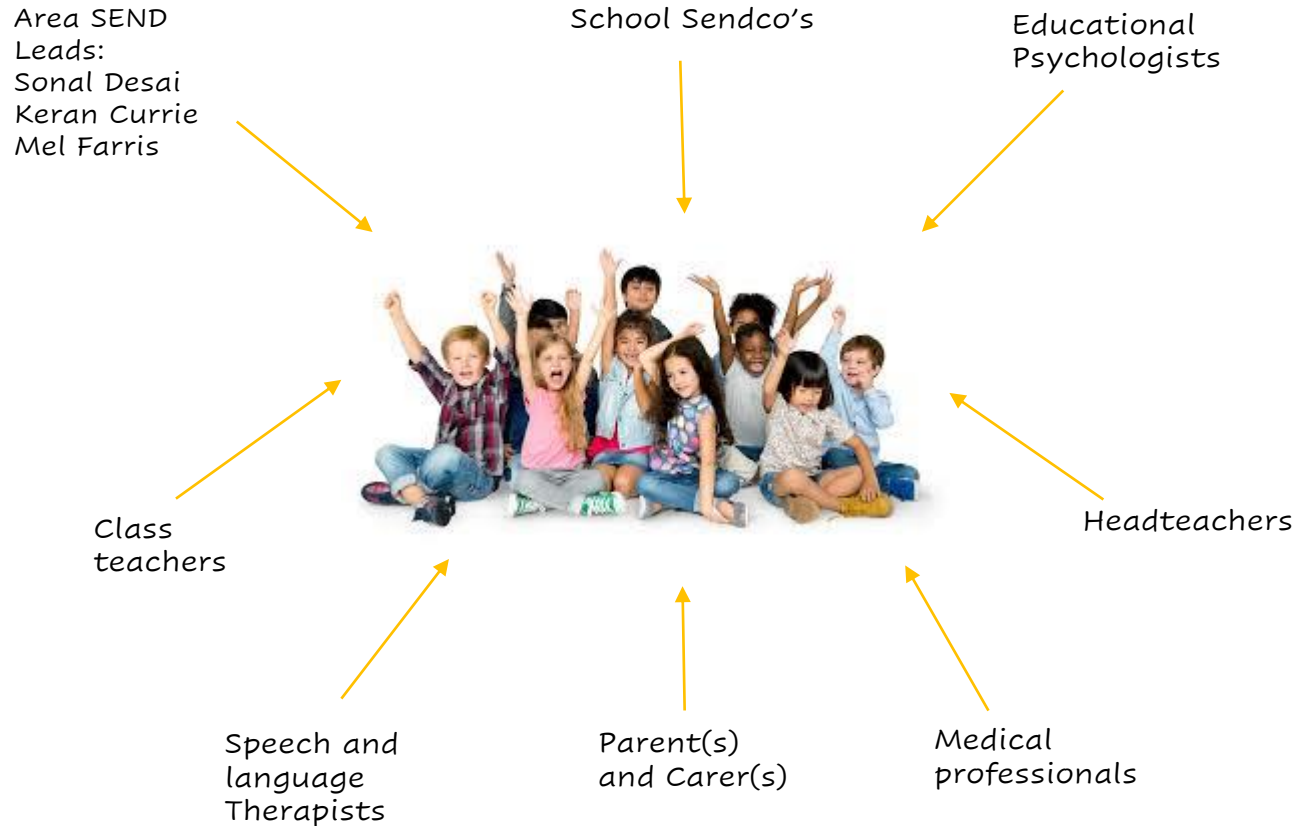 Area SEND
Leads:
Sonal Desai
Keran Currie
Mel Farris
School Sendco’s
Educational
Psychologists
Class
teachers
Headteachers
Speech and
language
Therapists
Parent(s)
and Carer(s)
Medical
professionals